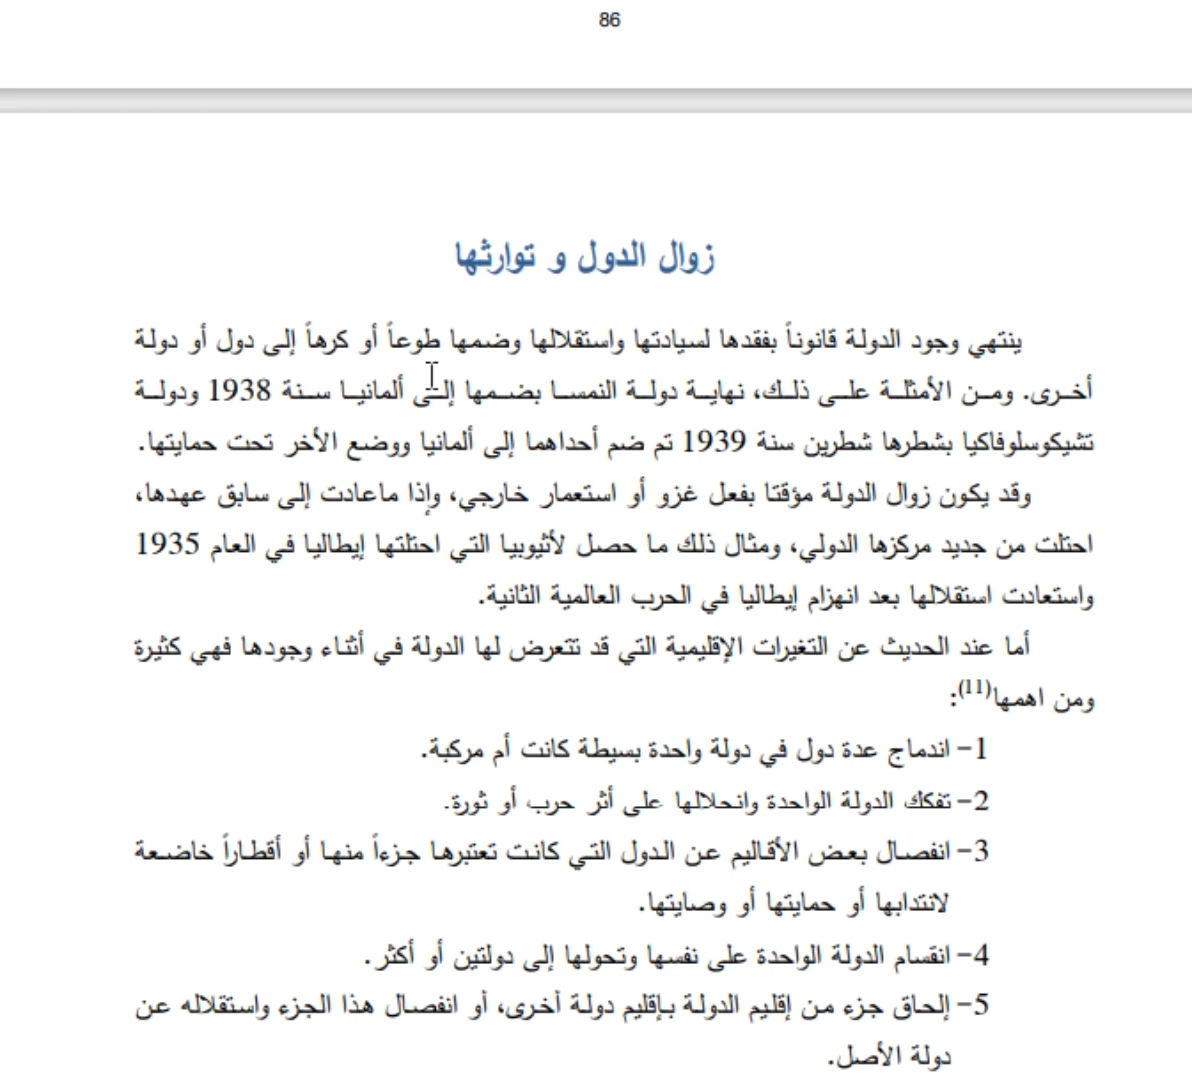 86
زوال الدول و توارثها
ينتهي وجود الدولة قانوناً بفقدها لسيادتها واستقلالها وضمها طوعاً أو كرهاً إلى دول أو دولة
أخرى. ومن الأمثلة على ذلك، نهاية دولة النمسا بضمها إلى ألمانيا سنة 1938 ودولة
تشيكوسلوفاكيا بشطرها شطرين سنة 1939 تم ضم أحداهما إلى ألمانيا ووضع الأخر تحت حمايتها.
وقد يكون زوال الدولة مؤقتا بفعل غزو أو استعمار خارجي، وإذا ماعادت إلى سابق عهدها،
احتلت من جديد مركزها الدولي، ومثال ذلك ما حصل لأثيوبيا التي احتلتها إيطاليا في العام 1935
واستعادت استقلالها بعد انهزام إيطاليا في الحرب العالمية الثانية.
أما عند الحديث عن التغيرات الإقليمية التي قد تتعرض لها الدولة في أثناء وجودها فهي كثيرة
ومن اهمها(11):
1- اندماج عدة دول في دولة واحدة بسيطة كانت أم مركبة.
2- تفكك الدولة الواحدة وانحلالها على أثر حرب أو ثورة.
3- انفصال بعض الأقاليم عن الدول التي كانت تعتبرها جزءاً منها أو أقطاراً خاضعة
لانتدابها أو حمايتها أو وصايتها.
4- انقسام الدولة الواحدة على نفسها وتحولها إلى دولتين أو أكثر.
5- إلحاق جزء من إقليم الدولة بإقليم دولة أخرى، أو انفصال هذا الجزء واستقلاله عن
دولة الأصل.